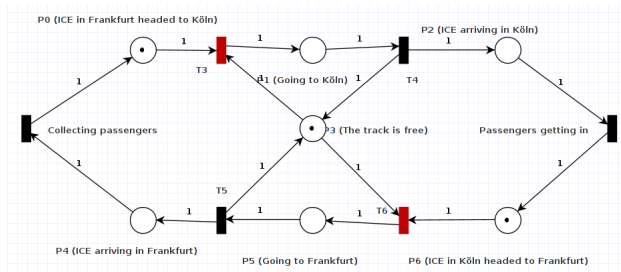 P0 (ICE in Frankfurt headed to Köln)
P2 (ICE arriving in Köln)
1
1
1
1
T3
P1 (Going to Köln)
T4
1
1
1
1
Collecting passengers
P3 (The track is free)
Passengers getting in
1
1
1
1
T5
T6
1
1
1
1
P4 (ICE arriving in Frankfurt)
P5 (Going to Frankfurt)
P6 (ICE in Köln headed to Frankfurt)